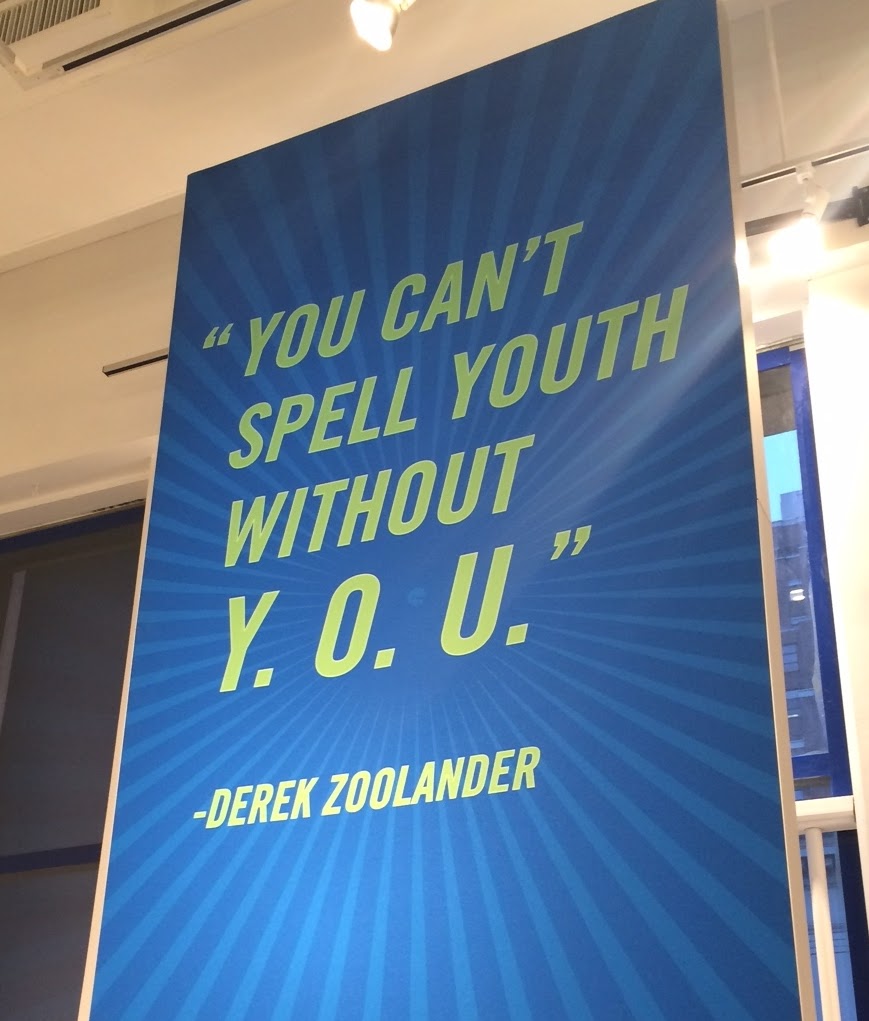 “YOU CAN’T
SPELL YOUTH
WITHOUT
Y. O. U.”
-DEREK ZOOLANDER